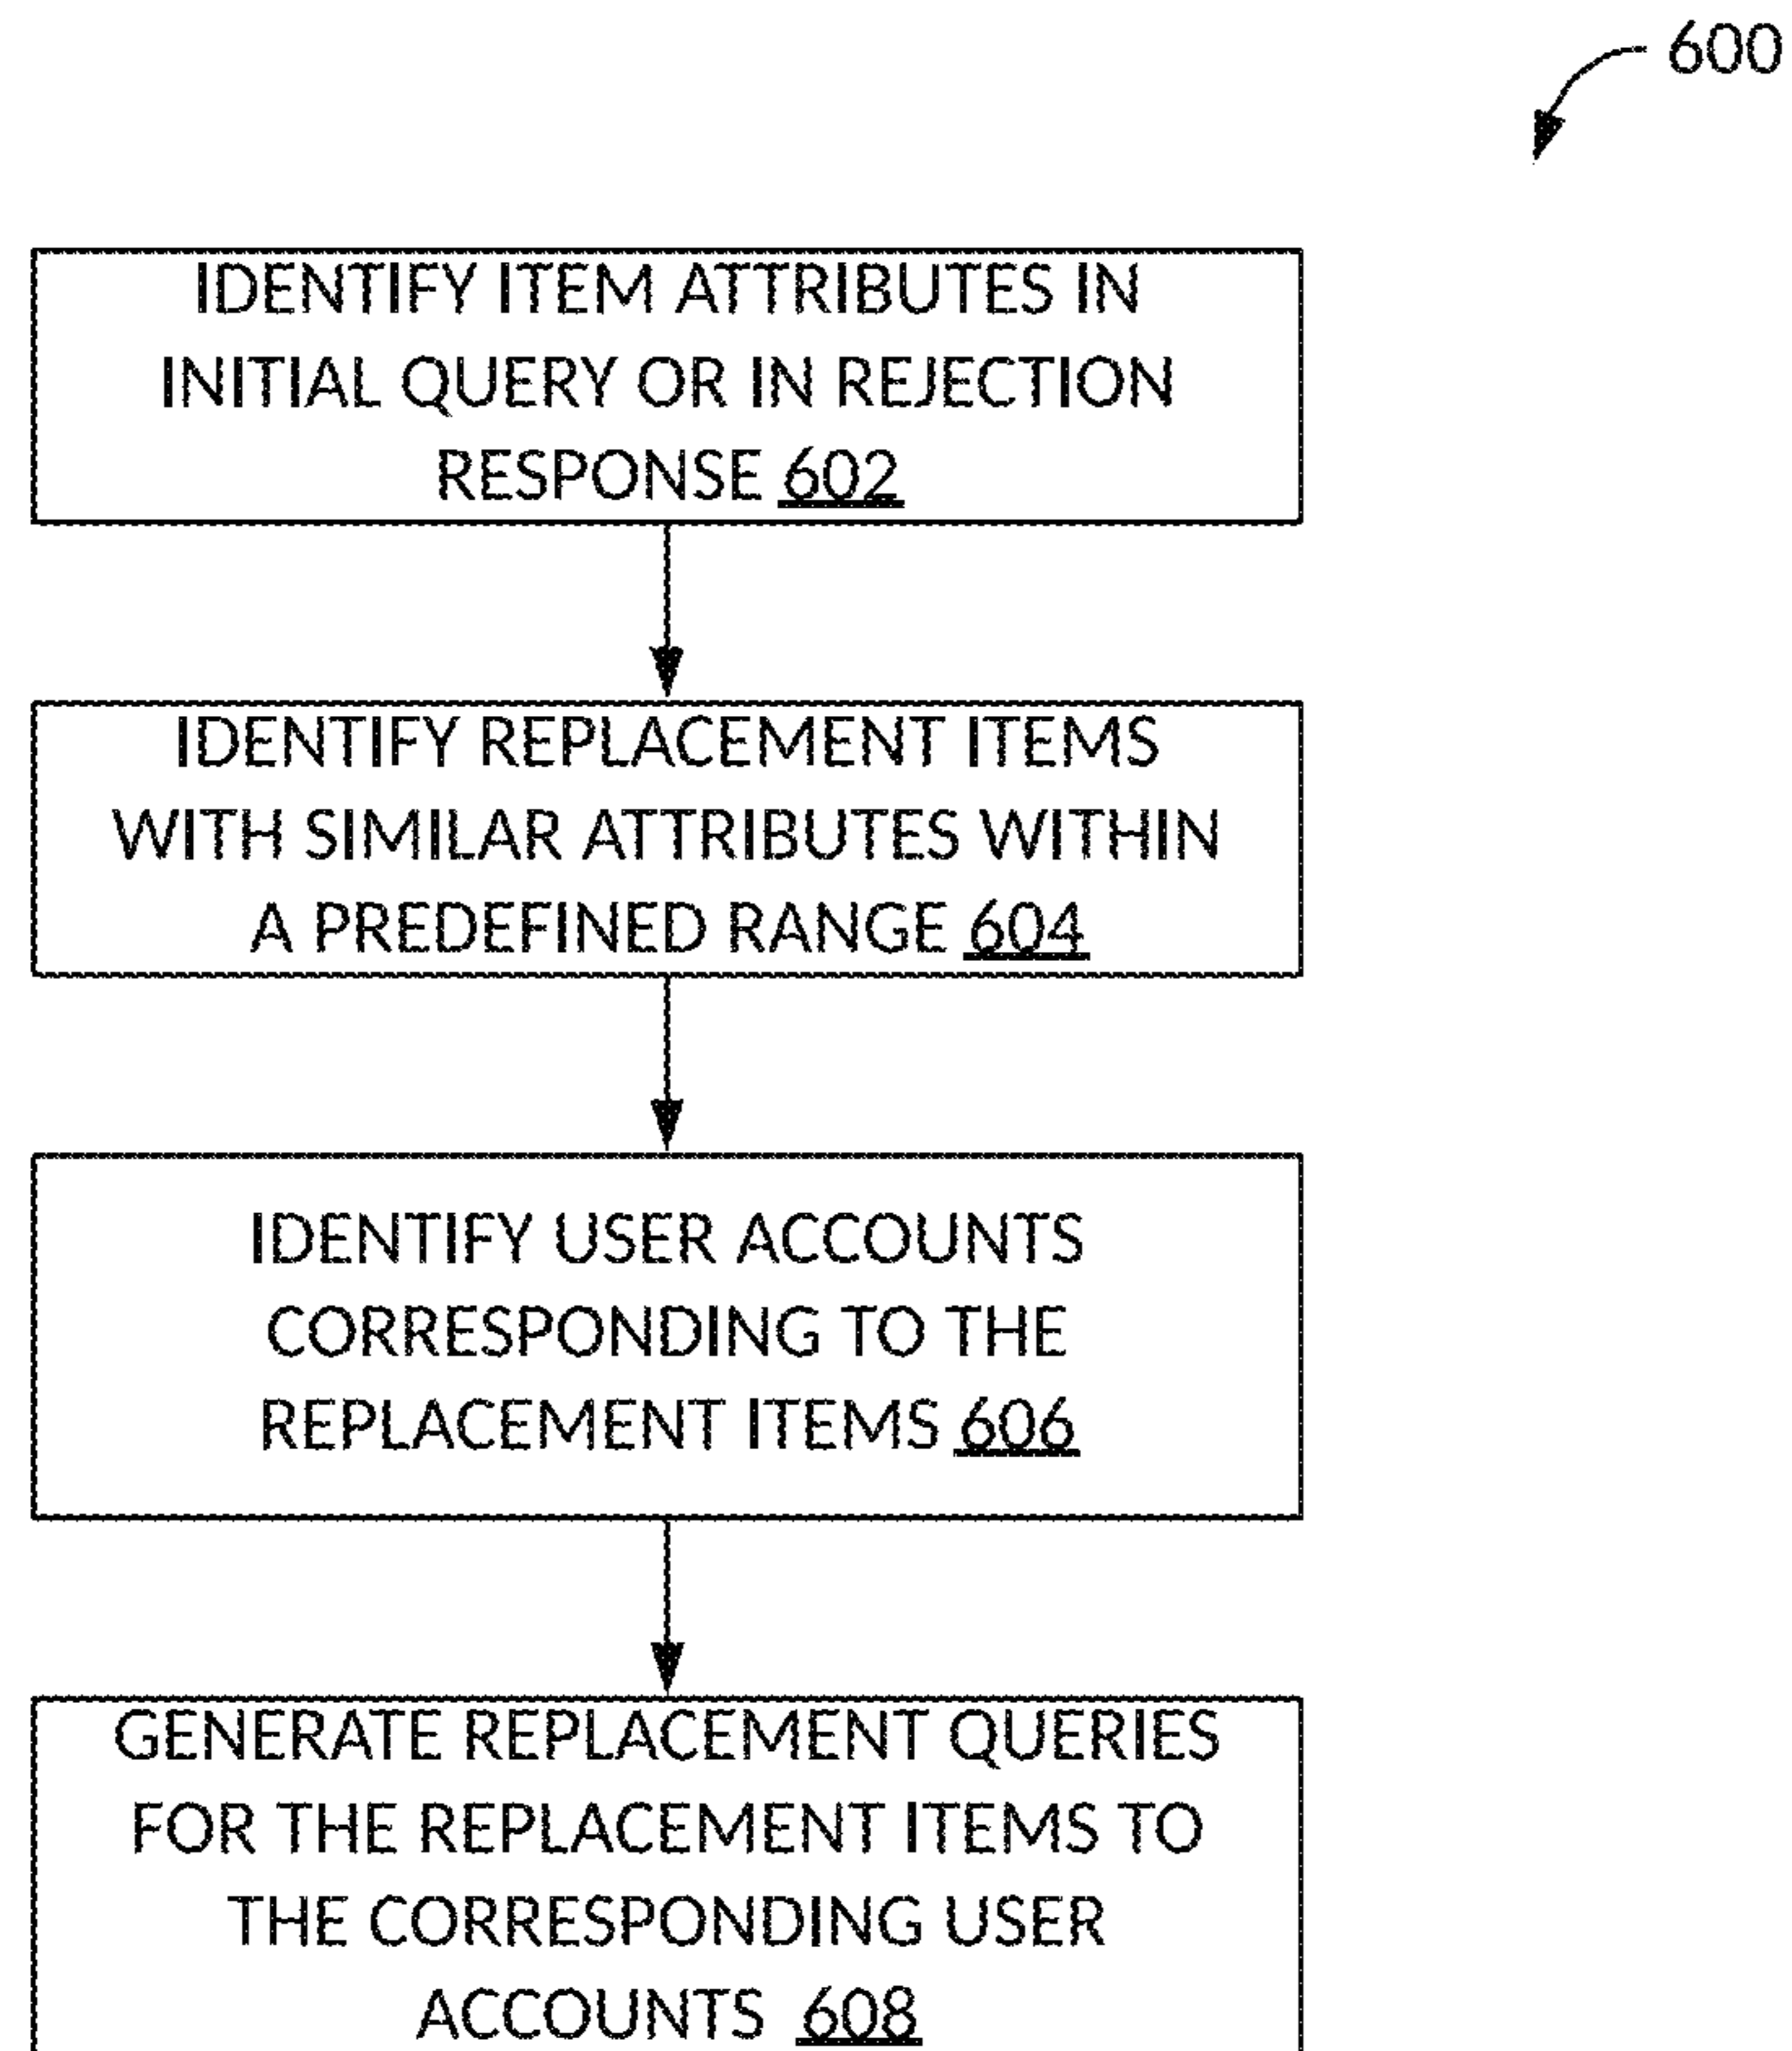 600
IDENTIFY ITEM ATTRIBUTES IN
INITIAL QUERY OR IN REJECTION
RESPONSE 602
IDENTIFY REPLACEMENT ITEMS
WITH SIMILAR ATTRIBUTES WITHIN
A PREDEFINED RANGE 604
IDENTIFY USER ACCOUNTS
CORRESPONDING TO THE
REPLACEMENT ITEMS 606
GENERATE REPLACEMENT QUERIES
FOR THE REPLACEMENT ITEMS TO
THE CORRESPONDING USER
ACCOUNTS 608